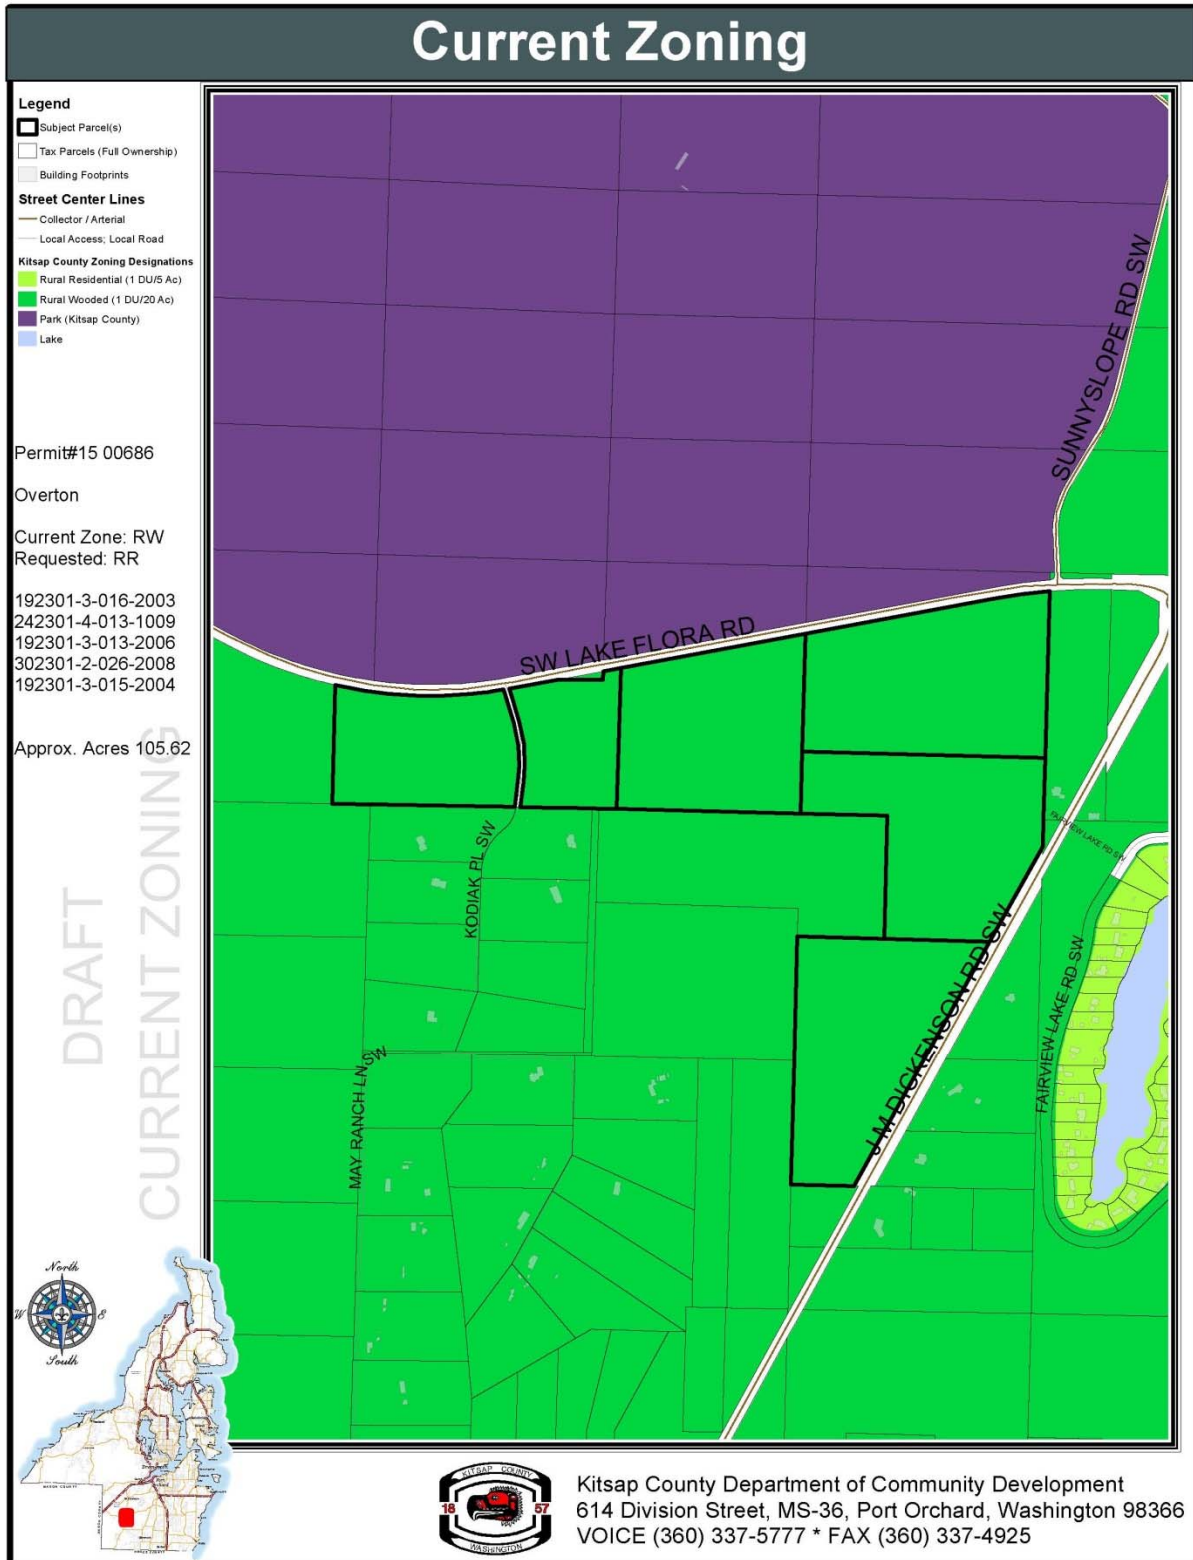 Current Zoning
Legend
Subject Parcel(s)
Tax Parcels (Full Ownership)
Building Footprints
Street Center Lines
Collector / Arterial
Local Access; Local Road
Kitsap County Zoning Designations
Rural Residential (1 DU/5 Ac)
Rural Wooded (1 DU/20 Ac)
Park (Kitsap County)
Lake
Permit#15 00686
Overton
Current Zone: RW
Requested: RR
192301-3-016-2003
242301-4-013-1009
192301-3-013-2006
302301-2-026-2008
192301-3-015-2004
Approx. Acres 105.62
DRAFT
CURRENT ZONING
SUNNYSLOPE RD SW
SW LAKE FLORA RD
KODIAK PL SW
FAIRVIEW LAKE RD SW
J M DICKENSON RD SW
FAIRVIEW LAKE RD SW
MAY RANCH LN SW
North
W
E
South
KITSAP COUNTY
18 57
WASHINGTON
Kitsap County Department of Community Development
614 Division Street, MS-36, Port Orchard, Washington 98366
VOICE (360) 337-5777 * FAX (360) 337-4925